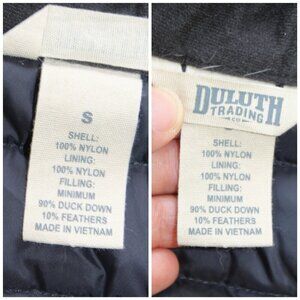 S
SHELL:
100% NYLON
LINING:
100% NYLON
FILLING:
MINIMUM
90% DUCK DOWN
10% FEATHERS
MADE IN VIETNAM
DULUTH
TRADING
CO
SHELL:
100% NYLON
LINING:
100% NYLON
FILLING:
MINIMUM
90% DUCK DOWN
10% FEATHERS
MADE IN VIETNAM